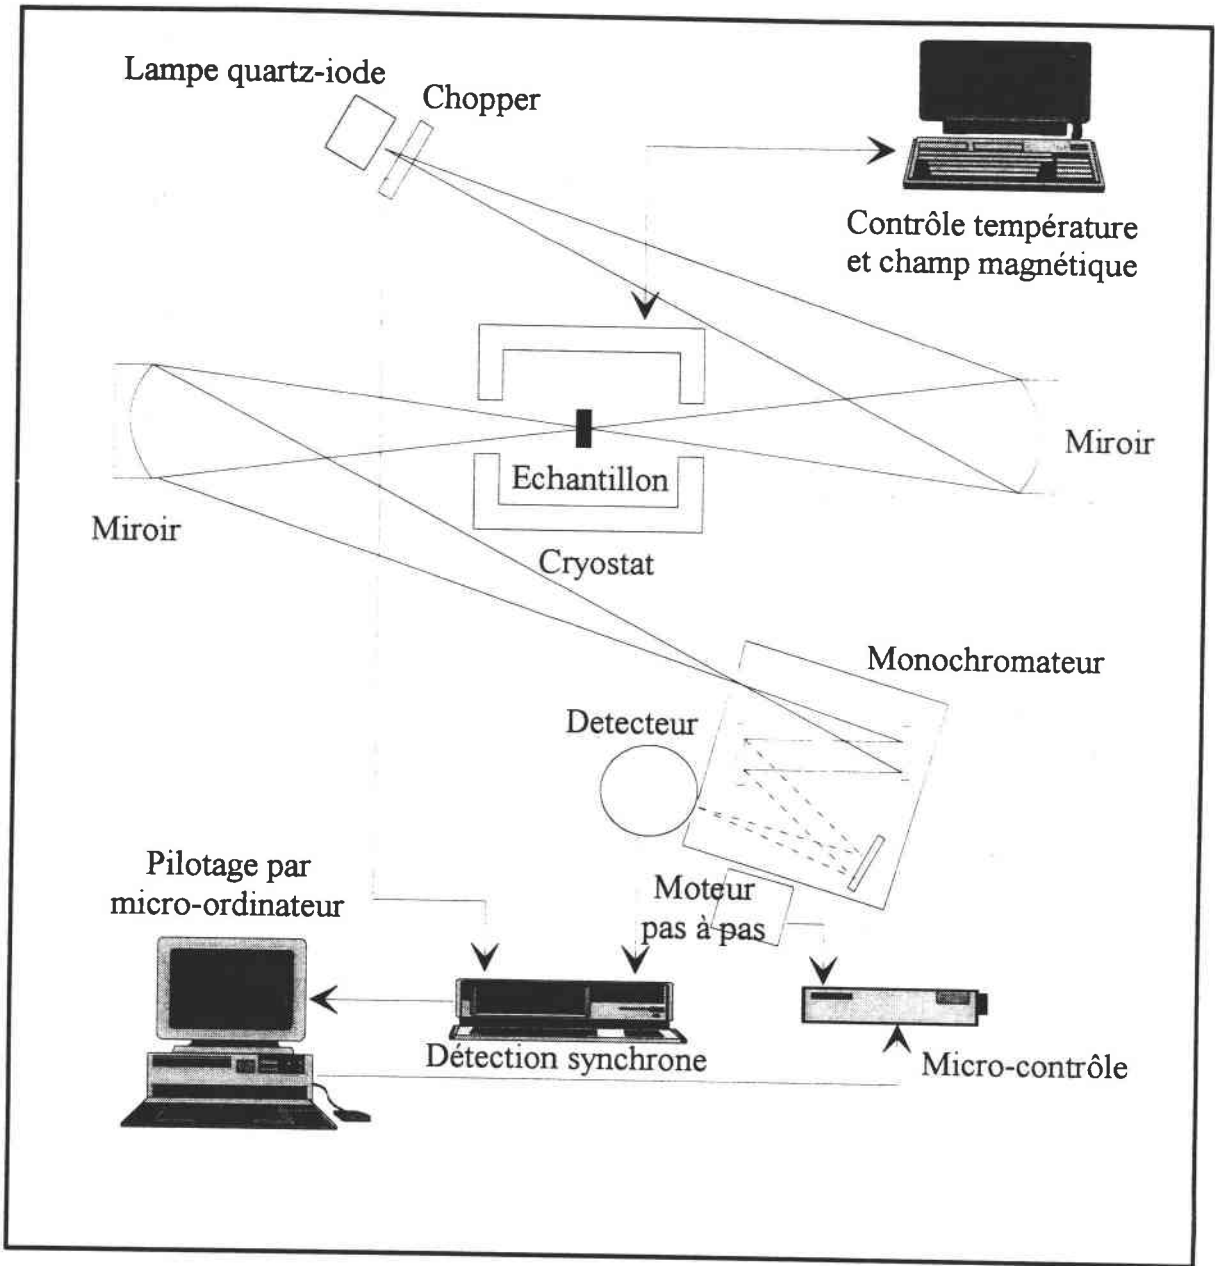 Lampe quartz-iode
Chopper
Contrôle température
et champ magnétique
Miroir
Echantillon
Miroir
Cryostat
Monochromateur
Detecteur
Pilotage par
micro-ordinateur
Moteur
pas à pas
Détection synchrone
Micro-contrôle